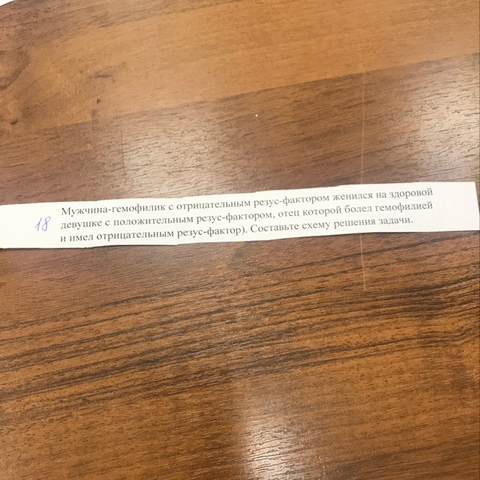 18 Мужчина-гемофилик с отрицательным резус-фактором женился на здоровой
девушке с положительным резус-фактором, отец которой болел гемофилией
и имел отрицательным резус-фактор). Составьте схему решения задачи.